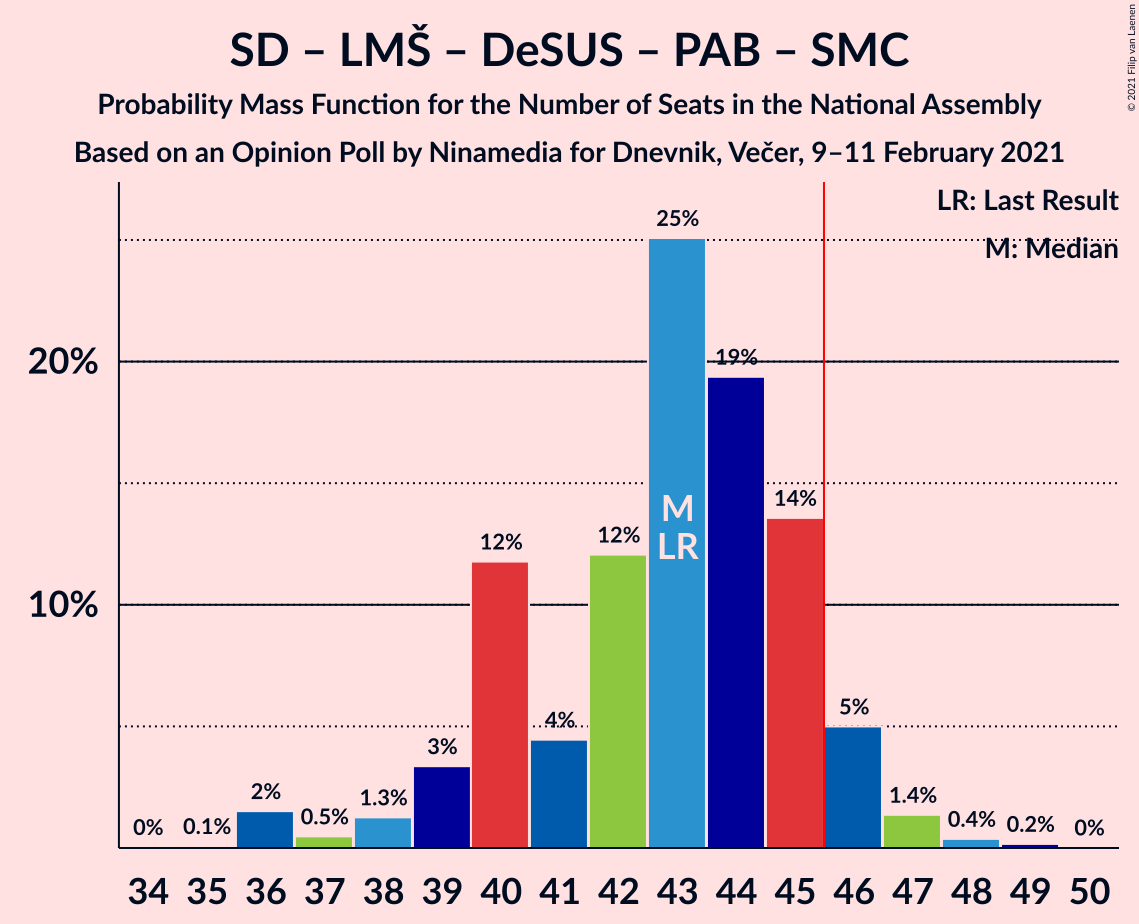 SD – LMŠ – DeSUS – PAB – SMC
Probability Mass Function for the Number of Seats in the National Assembly
Based on an Opinion Poll by Ninamedia for Dnevnik, Večer, 9–11 February 2021
© 2021 Filip van Laenen
LR: Last Result
M: Median
20%
10%
0%
0.1%
2%
0.5%
1.3%
3%
12%
4%
12%
25%
19%
14%
5%
1.4%
0.4%
0.2%
0%
M
LR
34 35 36 37 38 39 40 41 42 43 44 45 46 47 48 49 50